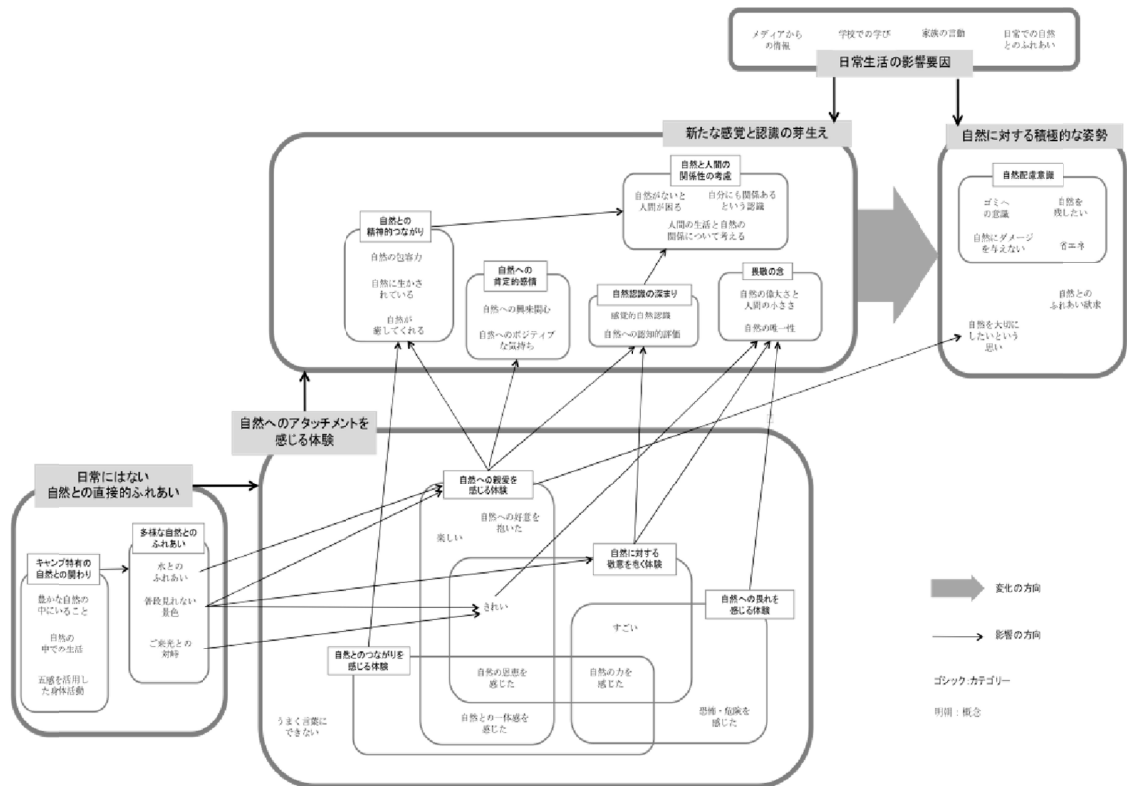 メディアから
の情報
学校での学び
家族の言動
日常での自然
とのふれあい
日常生活の影響要因
新たな感覚と認識の芽生え
自然に対する積極的な姿勢
自然と人間の
関係性の考慮
自然がないと
人間が困る
自分にも関係ある
という認識
人間の生活と自然の
関係について考える
自然との
精神的つながり
自然の包容力
自然に生かさ
れている
自然が
癒してくれる
自然への
肯定的感情
自然への興味関心
自然へのポジティブ
な気持ち
自然認識の深まり
感覚的自然認識
自然への認知的評価
畏敬の念
自然の偉大さと
人間の小ささ
自然の唯一性
自然配慮意識
ゴミへ
の意識
自然を
残したい
自然にダメージ
を与えない
省エネ
自然との
ふれあい欲求
自然を大切に
したいという
思い
自然へのアタッチメントを
感じる体験
日常にはない
自然との直接的ふれあい
キャンプ特有の
自然との関わり
豊かな自然の
中にいること
自然の
中での生活
五感を活用し
た身体活動
多様な自然との
ふれあい
水との
ふれあい
普段見れない
景色
ご来光との
対峙
自然への親愛を
感じる体験
自然への好意を
抱いた
楽しい
自然に対する
敬意を抱く体験
きれい
自然への畏れを
感じる体験
すごい
自然とのつながりを
感じる体験
自然の恩恵を
感じた
自然の力を
感じた
うまく言葉に
できない
自然との一体感を
感じた
恐怖・危険を
感じた
変化の方向
影響の方向
ゴシック:カテゴリー
明朝：概念